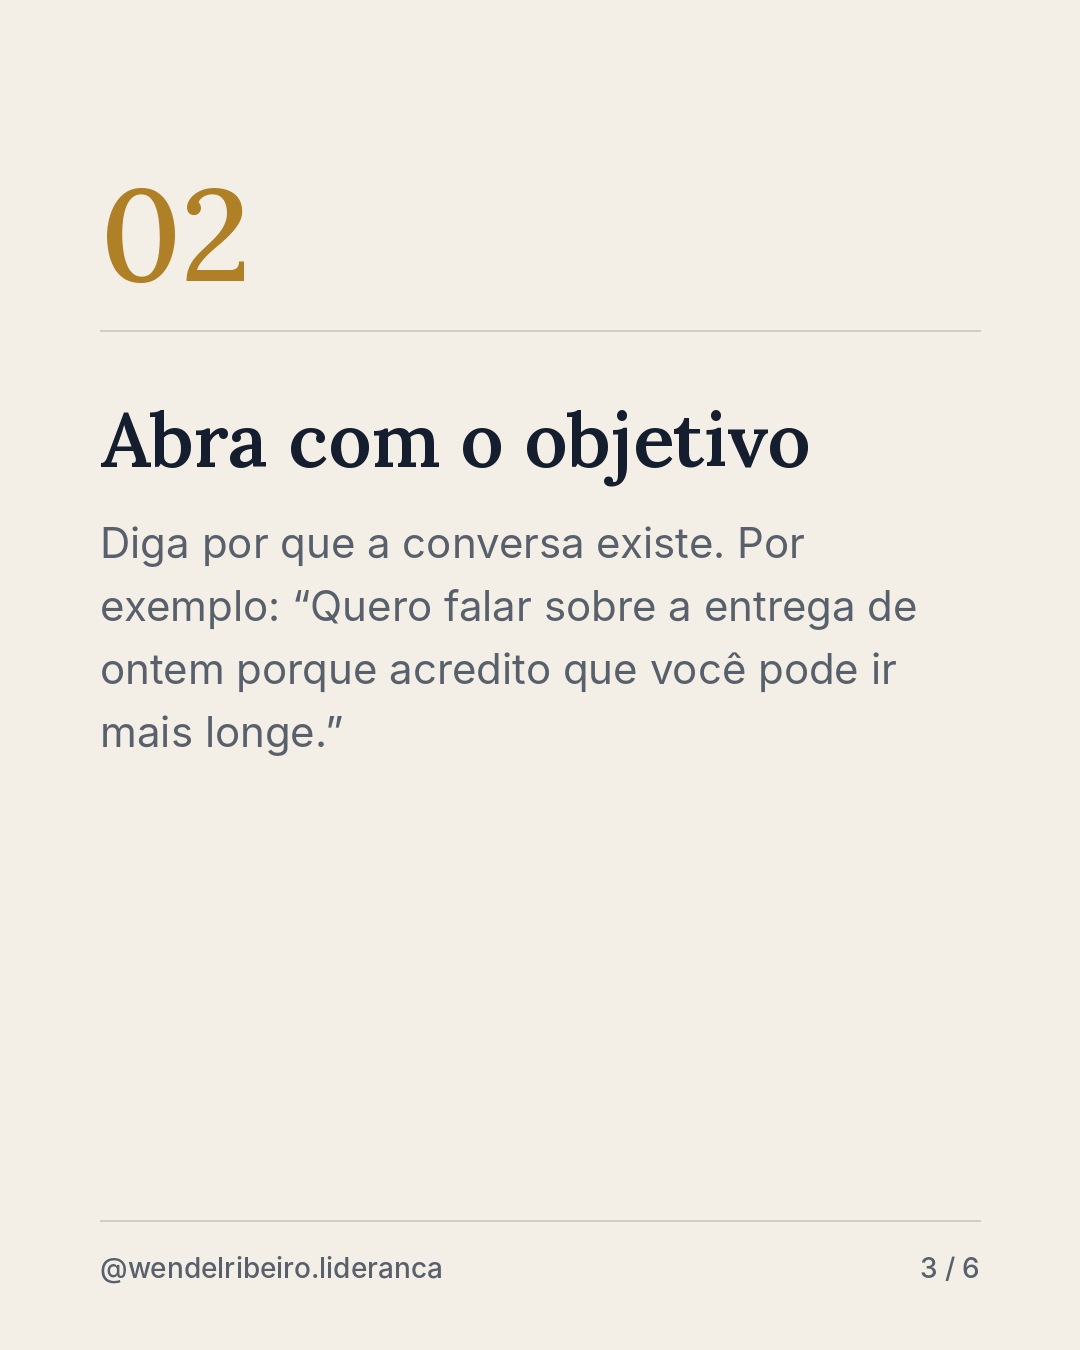 02
Abra com o objetivo
Diga por que a conversa existe. Por
exemplo: “Quero falar sobre a entrega de
ontem porque acredito que você pode ir
mais longe.”
@wendelribeiro.lideranca
3 / 6